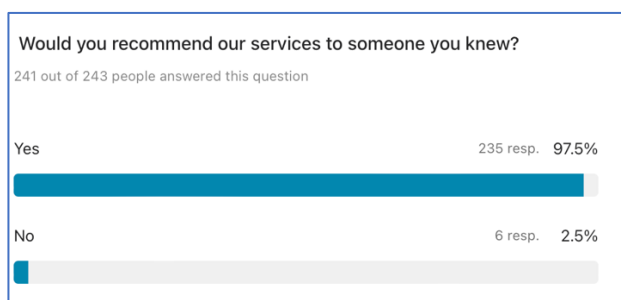 Would you recommend our services to someone you knew?
241 out of 243 people answered this question
Yes 235 resp. 97.5%
No 6 resp. 2.5%